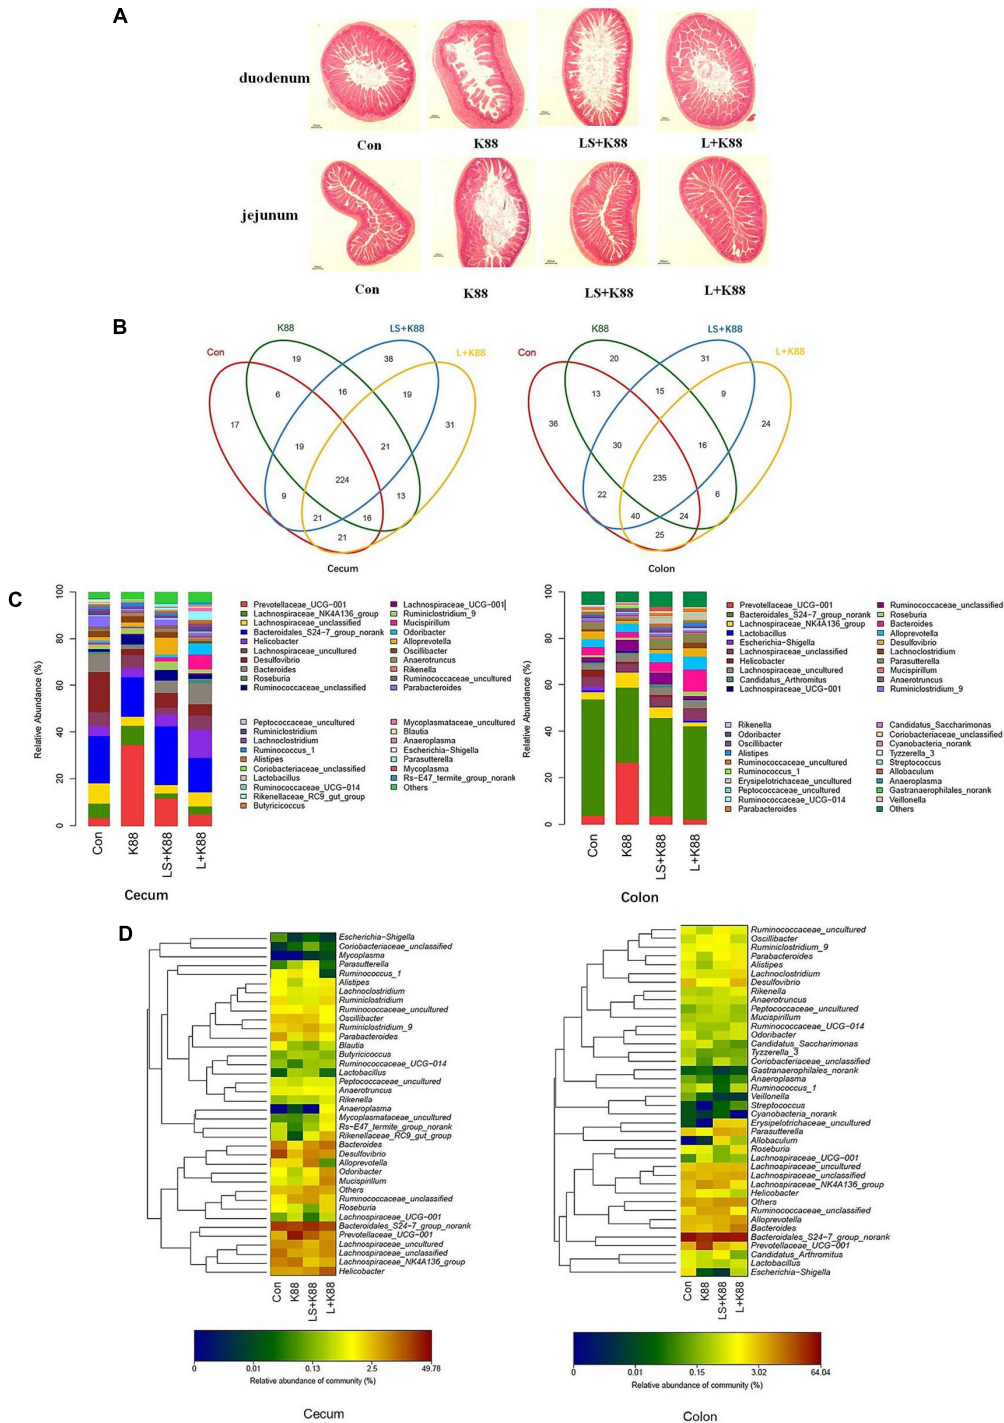 A
duodenum
Con
K88
LS+K88
L+K88
jejunum
Con
K88
LS+K88
L+K88
B
Con
K88
LS+K88
L+K88
19
38
6
16
19
17
31
19
21
224
9
13
21
16
21
Cecum
Con
K88
LS+K88
L+K88
20
31
13
15
9
36
24
30
16
235
22
6
40
24
25
Colon
C
Relative Abundance (%)
100
80
60
40
20
0
Con
K88
LS+K88
L+K88
Cecum
Prevotellaceae_UCG-001
Lachnospiraceae_NK4A136_group
Lachnospiraceae_unclassified
Bacteroidales_S24-7_group_norank
Helicobacter
Lachnospiraceae_uncultured
Desulfovibrio
Bacteroides
Roseburia
Ruminococcaceae_unclassified
Lachnospiraceae_UCG-001
Ruminiclostridium_9
Mucispirillum
Odoribacter
Alloprevotella
Oscillibacter
Anaerotruncus
Rikenella
Ruminococcaceae_uncultured
Parabacteroides
Peptococcaceae_uncultured
Ruminiclostridium
Lachnoclostridium
Ruminococcus_1
Alistipes
Coriobacteriaceae_unclassified
Lactobacillus
Ruminococcaceae_UCG-014
Rikenellaceae_RC9_gut_group
Butyricicoccus
Mycoplasmataceae_uncultured
Blautia
Anaeroplasma
Escherichia-Shigella
Parasutterella
Mycoplasma
Rs-E47_termite_group_norank
Others
Relative Abundance (%)
100
80
60
40
20
0
Con
K88
LS+K88
L+K88
Colon
Prevotellaceae_UCG-001
Bacteroidales_S24-7_group_norank
Lachnospiraceae_NK4A136_group
Lactobacillus
Escherichia-Shigella
Lachnospiraceae_unclassified
Helicobacter
Lachnospiraceae_uncultured
Candidatus_Arthromitus
Lachnospiraceae_UCG-001
Ruminococcaceae_unclassified
Roseburia
Bacteroides
Alloprevotella
Desulfovibrio
Lachnoclostridium
Parasutterella
Mucispirillum
Anaerotruncus
Ruminiclostridium_9
Rikenella
Odoribacter
Oscillibacter
Alistipes
Ruminococcaceae_uncultured
Ruminococcus_1
Erysipelotrichaceae_uncultured
Peptococcaceae_uncultured
Ruminococcaceae_UCG-014
Parabacteroides
Candidatus_Saccharimonas
Coriobacteriaceae_unclassified
Cyanobacteria_norank
Tyzzerella_3
Streptococcus
Allobaculum
Anaeroplasma
Gastranaerophilales_norank
Veillonella
Others
D
Escherichia-Shigella
Coriobacteriaceae_unclassified
Mycoplasma
Parasutterella
Ruminococcus_1
Alistipes
Lachnoclostridium
Ruminiclostridium
Ruminococcaceae_uncultured
Oscillibacter
Ruminiclostridium_9
Parabacteroides
Blautia
Butyricicoccus
Ruminococcaceae_UCG-014
Lactobacillus
Peptococcaceae_uncultured
Anaerotruncus
Rikenella
Anaeroplasma
Mycoplasmataceae_uncultured
Rs-E47_termite_group_norank
Rikenellaceae_RC9_gut_group
Bacteroides
Desulfovibrio
Alloprevotella
Odoribacter
Mucispirillum
Others
Ruminococcaceae_unclassified
Roseburia
Lachnospiraceae_UCG-001
Bacteroidales_S24-7_group_norank
Prevotellaceae_UCG-001
Lachnospiraceae_uncultured
Lachnospiraceae_unclassified
Lachnospiraceae_NK4A136_group
Helicobacter
Con
K88
LS+K88
L+K88
0
0.01
0.13
2.5
49.78
Relative abundance of community (%)
Cecum
Ruminococcaceae_uncultured
Oscillibacter
Ruminiclostridium_9
Parabacteroides
Alistipes
Lachnoclostridium
Desulfovibrio
Rikenella
Anaerotruncus
Peptococcaceae_uncultured
Mucispirillum
Ruminococcaceae_UCG-014
Odoribacter
Candidatus_Saccharimonas
Tyzzerella_3
Coriobacteriaceae_unclassified
Gastranaerophilales_norank
Anaeroplasma
Ruminococcus_1
Veillonella
Streptococcus
Cyanobacteria_norank
Erysipelotrichaceae_uncultured
Parasutterella
Allobaculum
Roseburia
Lachnospiraceae_UCG-001
Lachnospiraceae_uncultured
Lachnospiraceae_unclassified
Lachnospiraceae_NK4A136_group
Helicobacter
Others
Ruminococcaceae_unclassified
Alloprevotella
Bacteroides
Bacteroidales_S24-7_group_norank
Prevotellaceae_UCG-001
Candidatus_Arthromitus
Lactobacillus
Escherichia-Shigella
Con
K88
LS+K88
L+K88
0
0.01
0.15
3.02
64.04
Relative abundance of community (%)
Colon